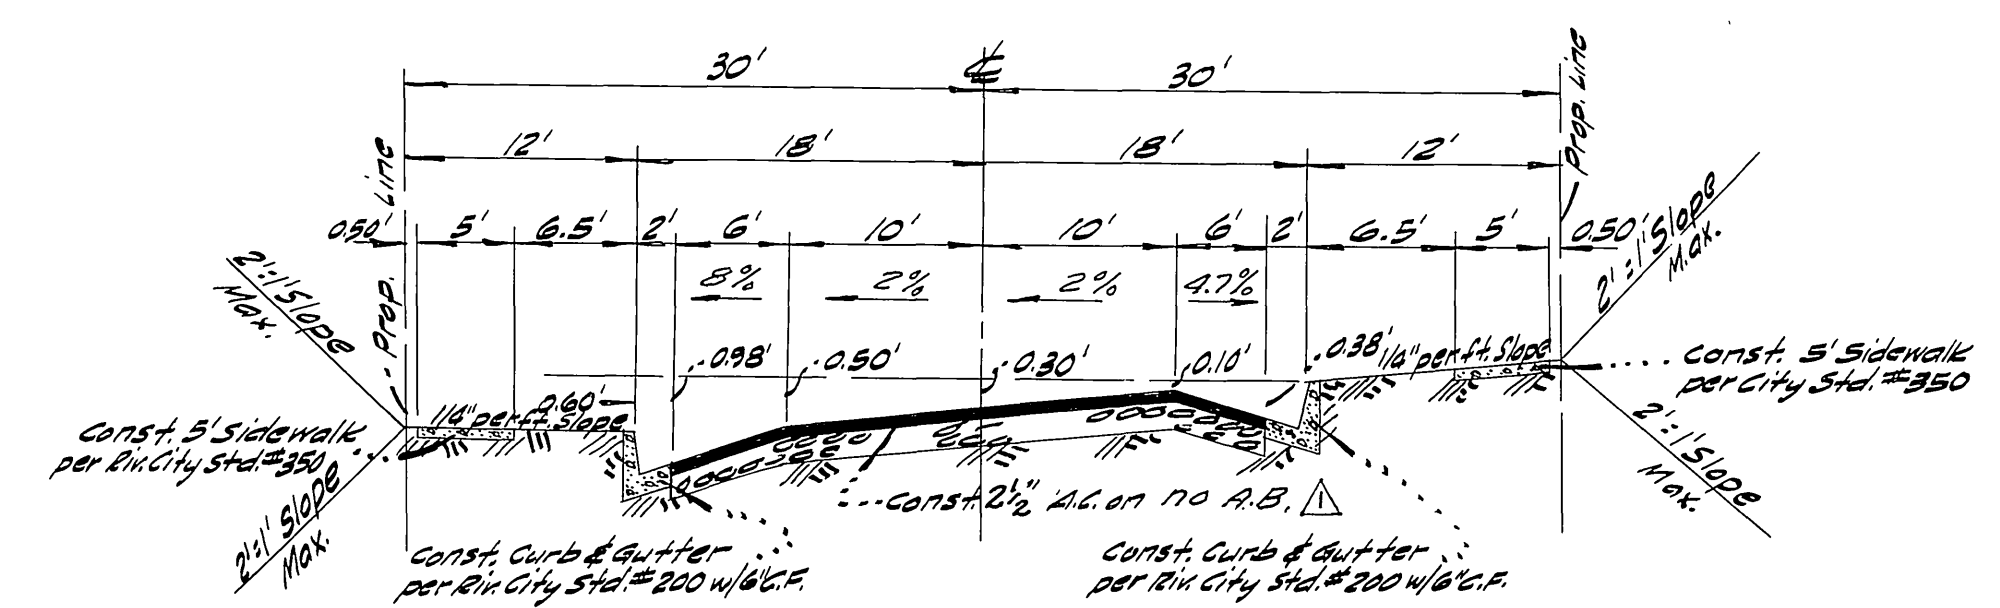 30' ℄ 30'
12' 18' 18' 12'
0.50' 5' 6.5' 2' 6' 10' 10' 6' 2' 6.5' 5' 0.50'
8% 2% 2% 4.7%
Prop. Line
Prop. Line
2':1' Slope
Max.
2':1' Slope
Max.
0.98' 0.50' 0.30' 0.10' 0.38'
1/4" per ft. Slope
0.60'
1/4" per ft. Slope
Const. 5' Sidewalk
per City Std. #350
Const. 5' Sidewalk
per Riv. City Std. #350
2':1' Slope
Max.
2':1' Slope
Max.
Const. 2½" A.C. on no A.B. 1
Const. Curb & Gutter
per Riv. City Std. #200 w/6" C.F.
Const. Curb & Gutter
per Riv. City Std. #200 w/6" C.F.